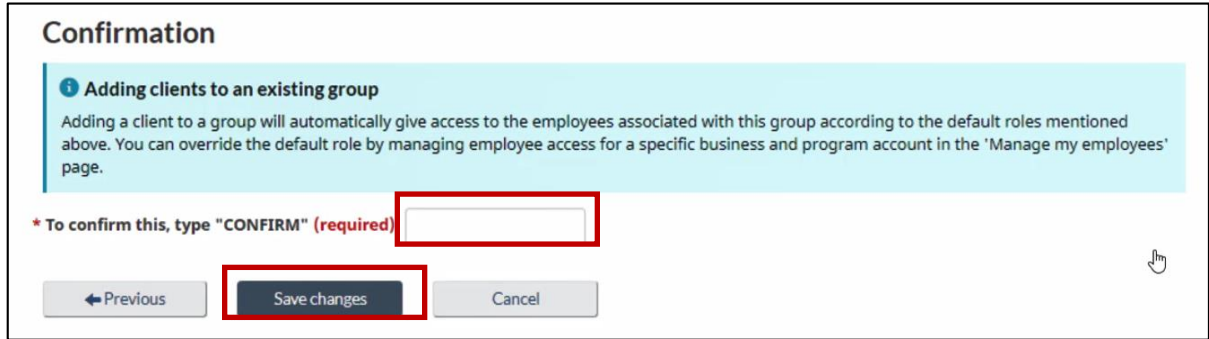 Confirmation
Adding clients to an existing group
Adding a client to a group will automatically give access to the employees associated with this group according to the default roles mentioned
above. You can override the default role by managing employee access for a specific business and program account in the 'Manage my employees'
page.
* To confirm this, type "CONFIRM" (required)
Previous Save changes Cancel